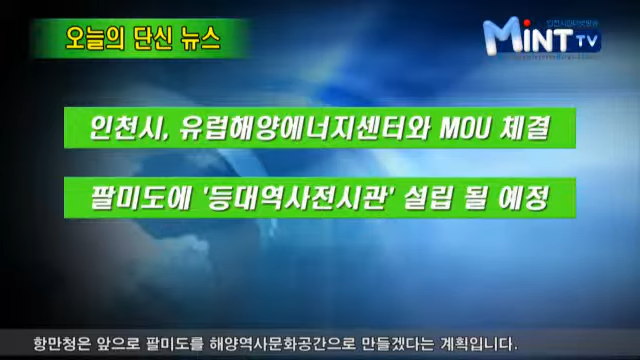 오늘의 단신 뉴스
MiNT TV
인천시, 유럽해양에너지센터와 MOU 체결
팔미도에 '등대역사전시관' 설립 될 예정
항만청은 앞으로 팔미도를 해양역사문화공간으로 만들겠다는 계획입니다.